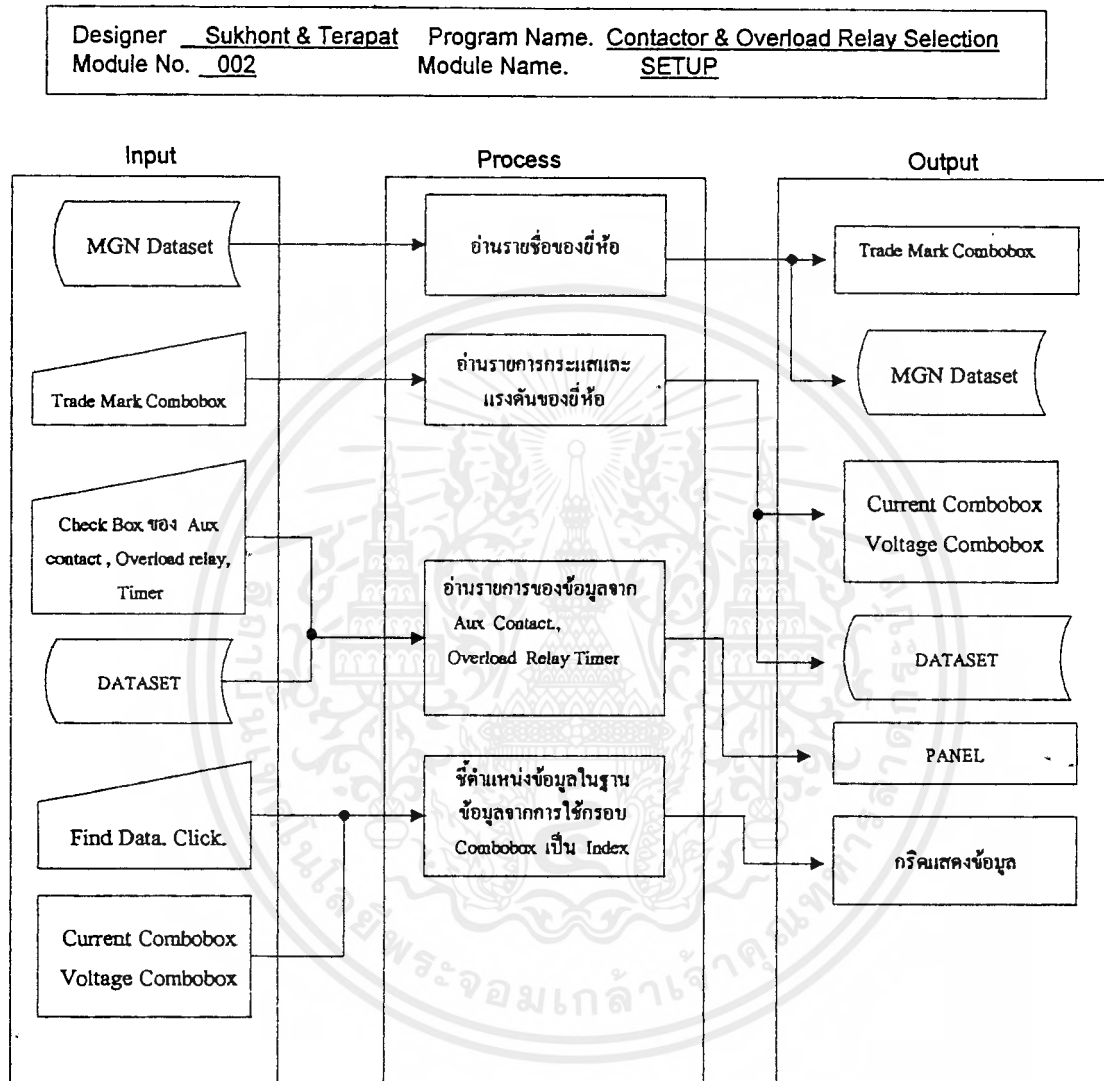 Designer Sukhont & Terapat Program Name. Contactor & Overload Relay Selection
Module No. 002 Module Name. SETUP
Input
Process
Output
MGN Dataset
อ่านรายชื่อของยี่ห้อ
Trade Mark Combobox
MGN Dataset
Trade Mark Combobox
อ่านรายการกระแสและ
แรงดันของยี่ห้อ
Current Combobox
Voltage Combobox
Check Box ของ Aux
contact , Overload relay,
Timer
DATASET
อ่านรายการของข้อมูลจาก
Aux Contact.,
Overload Relay Timer
DATASET
PANEL
Find Data. Click.
Current Combobox
Voltage Combobox
ชี้ตำแหน่งข้อมูลในฐาน
ข้อมูลจากการใช้กรอบ
Combobox เป็น Index
กริดแสดงข้อมูล